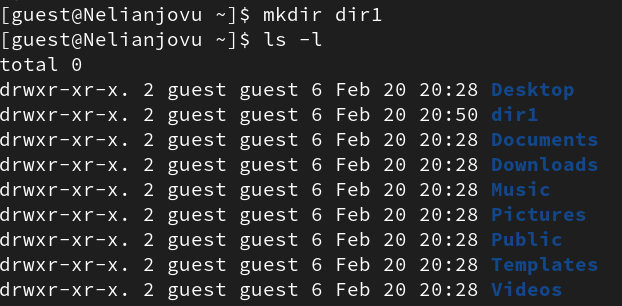 [guest@Nelianjovu ~]$ mkdir dir1
[guest@Nelianjovu ~]$ ls -l
total 0
drwxr-xr-x. 2 guest guest 6 Feb 20 20:28 Desktop
drwxr-xr-x. 2 guest guest 6 Feb 20 20:50 dir1
drwxr-xr-x. 2 guest guest 6 Feb 20 20:28 Documents
drwxr-xr-x. 2 guest guest 6 Feb 20 20:28 Downloads
drwxr-xr-x. 2 guest guest 6 Feb 20 20:28 Music
drwxr-xr-x. 2 guest guest 6 Feb 20 20:28 Pictures
drwxr-xr-x. 2 guest guest 6 Feb 20 20:28 Public
drwxr-xr-x. 2 guest guest 6 Feb 20 20:28 Templates
drwxr-xr-x. 2 guest guest 6 Feb 20 20:28 Videos